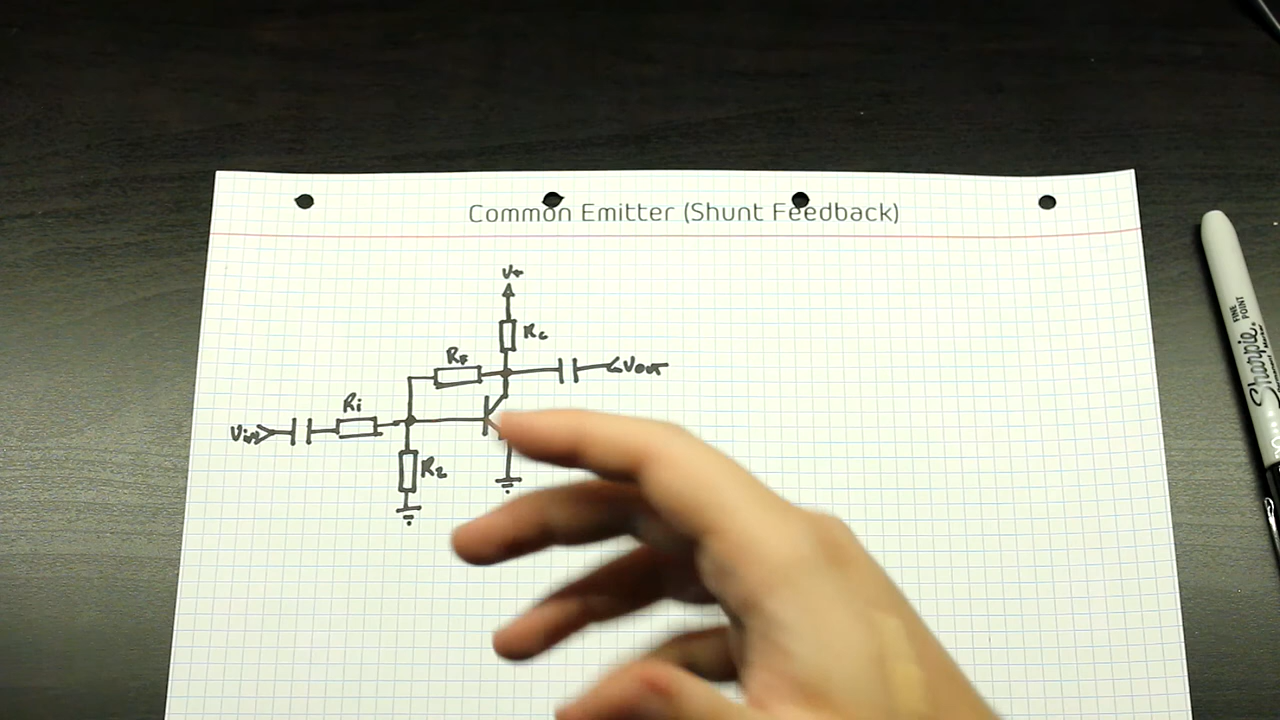 Common Emitter (Shunt Feedback)
V+
Rc
RF
Vout
Ri
Vin
R2
Sharpie
FINE POINT